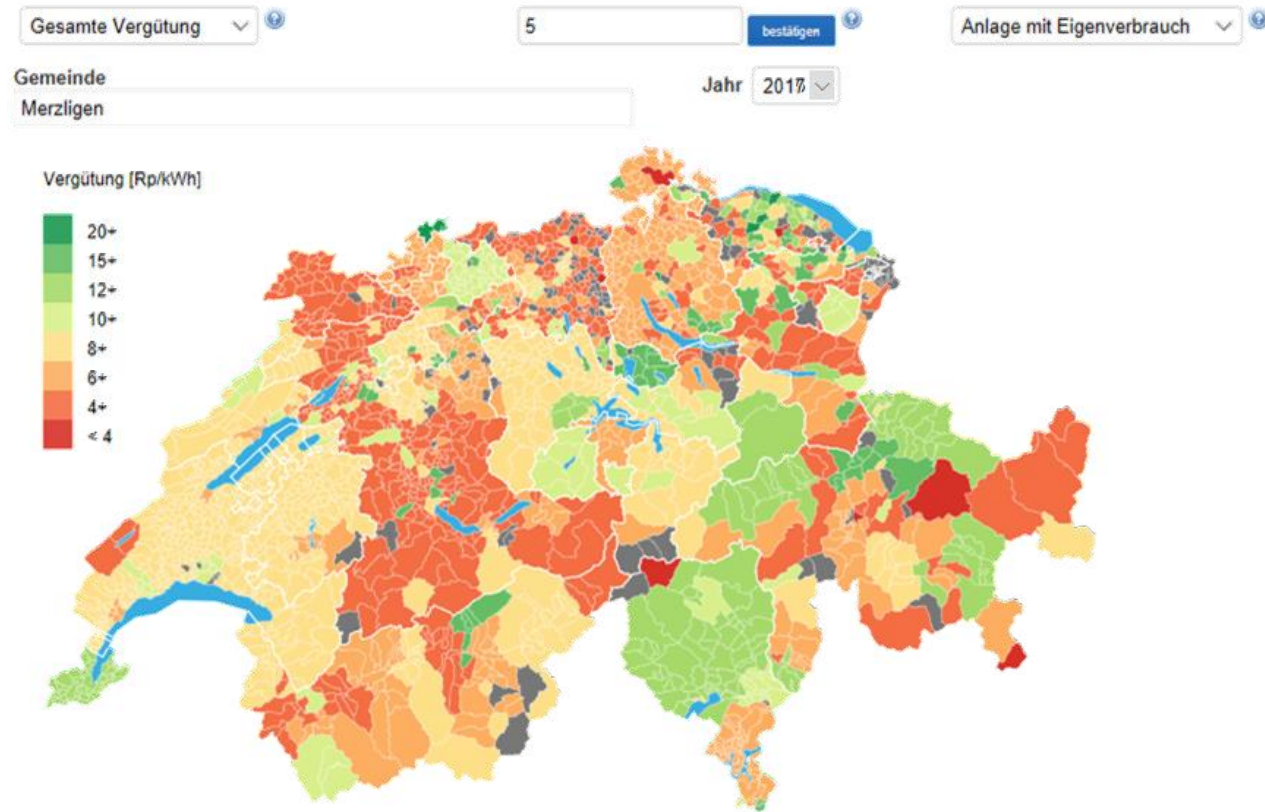 Gesamte Vergütung
5
bestätigen
Anlage mit Eigenverbrauch
Gemeinde
Merzligen
Jahr
Vergütung [Rp/kWh]
20+
15+
12+
10+
8+
6+
4+
< 4